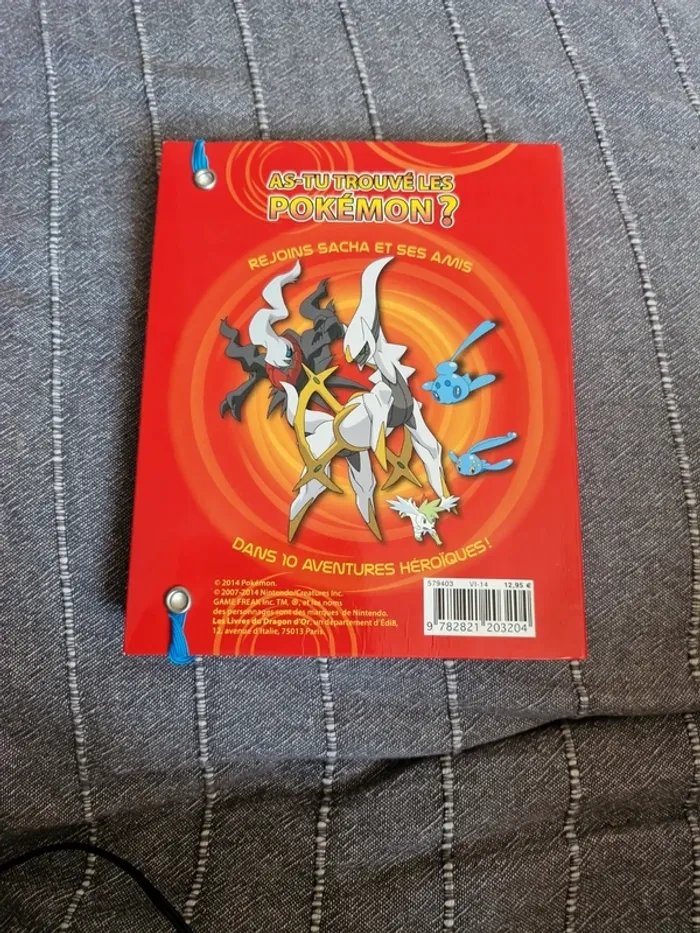 AS-TU TROUVÉ LES
POKÉMON ?
REJOINS SACHA ET SES AMIS
DANS 10 AVENTURES HÉROÏQUES !
© 2014 Pokémon.
© 2007-2014 Nintendo/Creatures Inc.
GAME FREAK Inc. TM, ®, et les noms
des personnages sont des marques de Nintendo.
Les Livres du Dragon d'Or, un département d'Édi8,
12, avenue d'Italie, 75013 Paris.
579403 VI-14 12,95 €
9 782821 203204